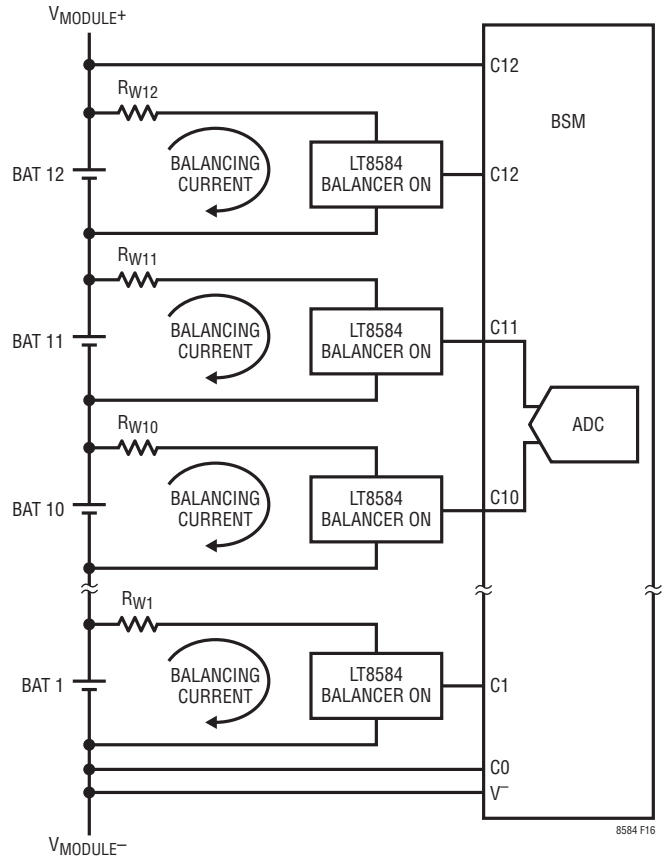 VMODULE+
C12
BSM
RW12
BALANCING
CURRENT
LT8584
BALANCER ON
C12
BAT 12
RW11
BALANCING
CURRENT
LT8584
BALANCER ON
C11
BAT 11
ADC
RW10
BALANCING
CURRENT
LT8584
BALANCER ON
C10
BAT 10
RW1
BALANCING
CURRENT
LT8584
BALANCER ON
C1
BAT 1
C0
V–
8584 F16
VMODULE–